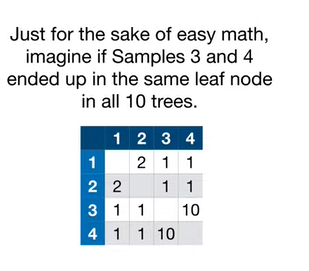 Just for the sake of easy math,
imagine if Samples 3 and 4
ended up in the same leaf node
in all 10 trees.
1 2 3 4
1 2 1 1
2 2 1 1
3 1 1 10
4 1 1 10